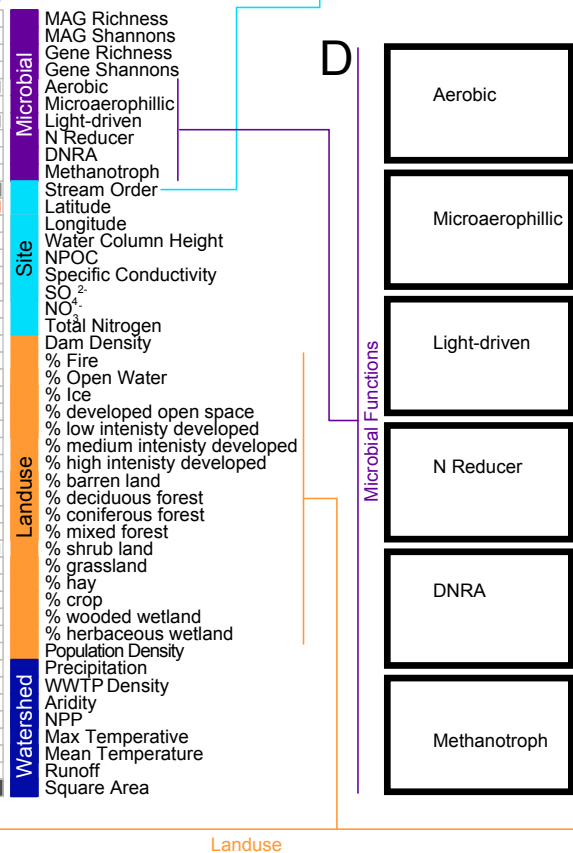 Microbial
MAG Richness
MAG Shannons
Gene Richness
Gene Shannons
Aerobic
Microaerophillic
Light-driven
N Reducer
DNRA
Methanotroph
Site
Stream Order
Latitude
Longitude
Water Column Height
NPOC
Specific Conductivity
SO 2-
4
NO -
3
Total Nitrogen
Landuse
Dam Density
% Fire
% Open Water
% Ice
% developed open space
% low intenisty developed
% medium intenisty developed
% high intenisty developed
% barren land
% deciduous forest
% coniferous forest
% mixed forest
% shrub land
% grassland
% hay
% crop
% wooded wetland
% herbaceous wetland
Population Density
Watershed
Precipitation
WWTP Density
Aridity
NPP
Max Temperative
Mean Temperature
Runoff
Square Area
D
Microbial Functions
Aerobic
Microaerophillic
Light-driven
N Reducer
DNRA
Methanotroph
Landuse